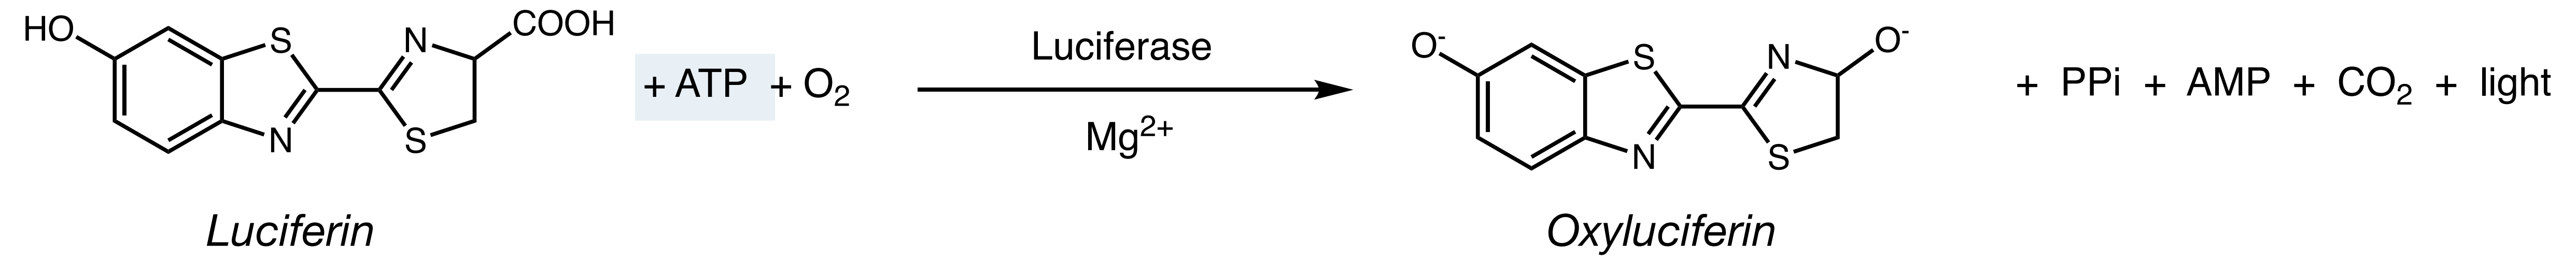 HO S N COOH N S + ATP + O₂ Luciferase Mg²⁺ O⁻ S N N O⁻ S + PPi + AMP + CO₂ + light
Luciferin Oxyluciferin